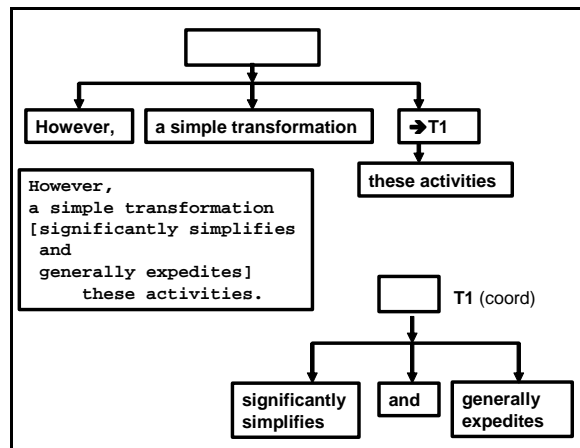 However,
a simple transformation
➔T1
these activities
However,
a simple transformation
[significantly simplifies
and
generally expedites]
these activities.
T1 (coord)
significantly
simplifies
and
generally
expedites